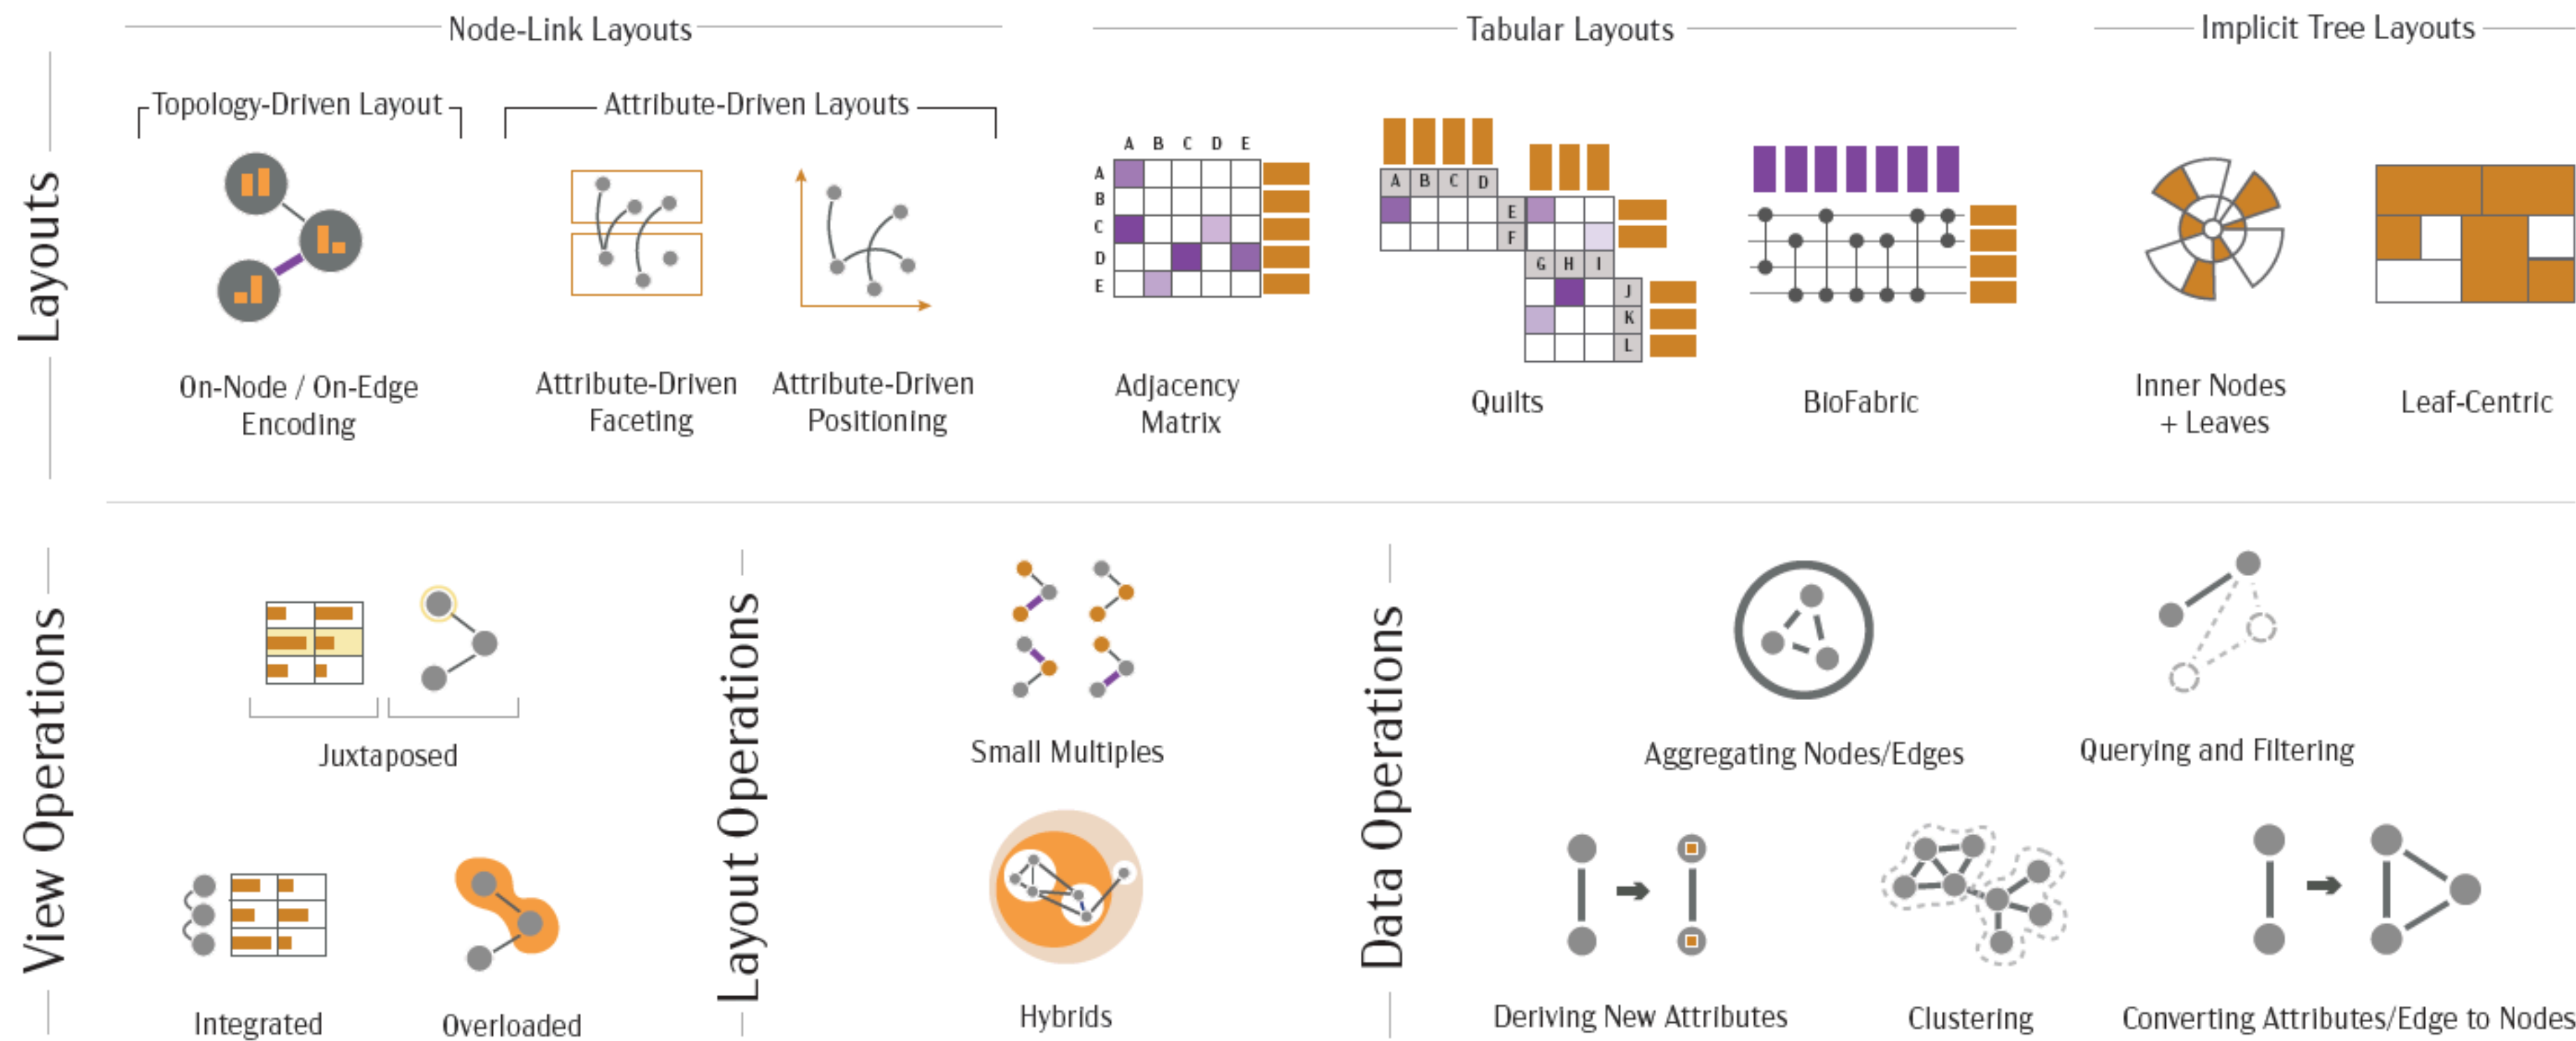 Layouts
Node-Link Layouts
Tabular Layouts
Implicit Tree Layouts
Topology-Driven Layout
Attribute-Driven Layouts
A B C D E
A
B
C
D
E
A B C D
E
F
G H I
J
K
L
On-Node / On-Edge
Encoding
Attribute-Driven
Faceting
Attribute-Driven
Positioning
Adjacency
Matrix
Quilts
BioFabric
Inner Nodes
+ Leaves
Leaf-Centric
View Operations
Juxtaposed
Integrated
Overloaded
Layout Operations
Small Multiples
Hybrids
Data Operations
Aggregating Nodes/Edges
Querying and Filtering
Deriving New Attributes
Clustering
Converting Attributes/Edge to Nodes